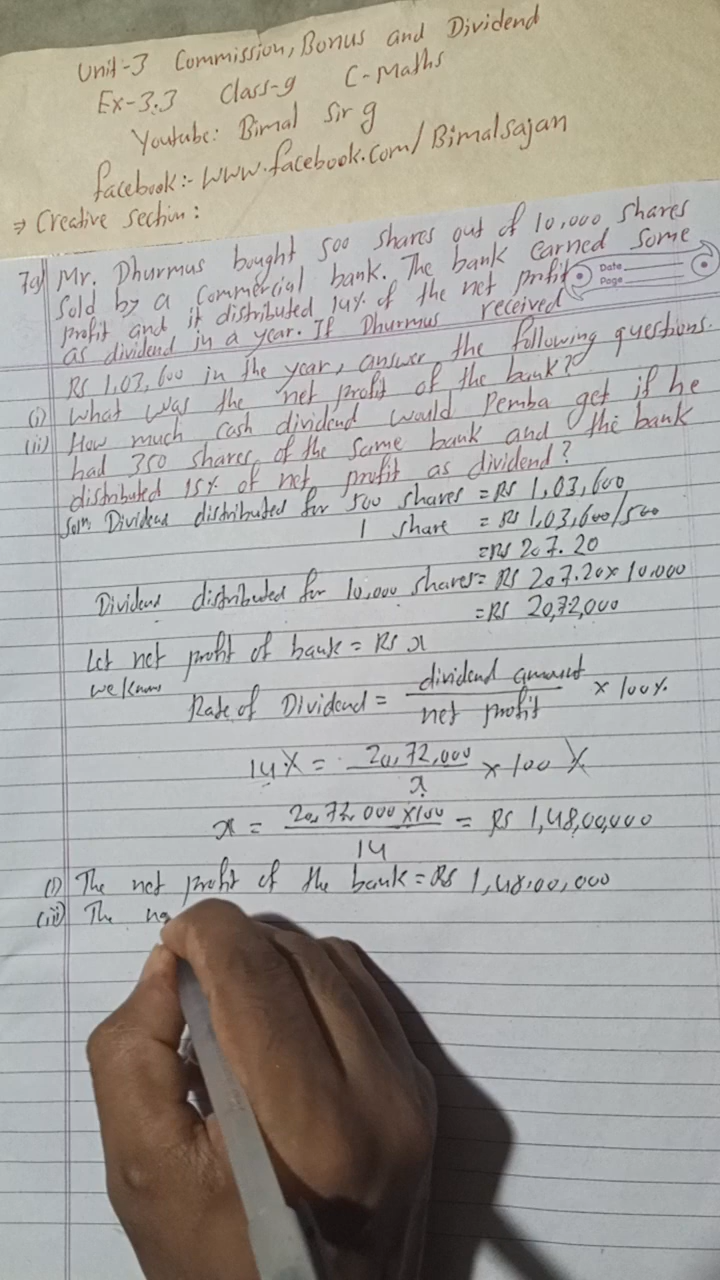 Unit-3 Commission, Bonus and Dividend
Ex-3.3 Class-9 C-Maths
Youtube: Bimal Sir g
facebook:- www.facebook.com/Bimalsajan
⇒ Creative section:
7a) Mr. Dhurmus bought 500 shares out of 10,000 shares
sold by a commercial bank. The bank earned some
profit and it distributed 14% of the net profit
Date
Page
as dividend in a year. If Dhurmus received
RS 1,03,600 in the year, answer the following questions.
(i) What was the net profit of the bank?
(ii) How much cash dividend would Pemba get if he
had 350 shares of the same bank and the bank
distributed 15% of net profit as dividend?
Soln: Dividend distributed for 500 shares = RS 1,03,600
1 share = RS 1,03,600/500
= RS 207.20
Dividend distributed for 10,000 shares = RS 207.20 × 10,000
= RS 20,72,000
Let net profit of bank = RS x
we know
Rate of Dividend = dividend amount / net profit × 100%
14% = 20,72,000 / x × 100%
x = 20,72,000 × 100 / 14 = RS 1,48,00,000
(i) The net profit of the bank = RS 1,48,00,000
(ii) The